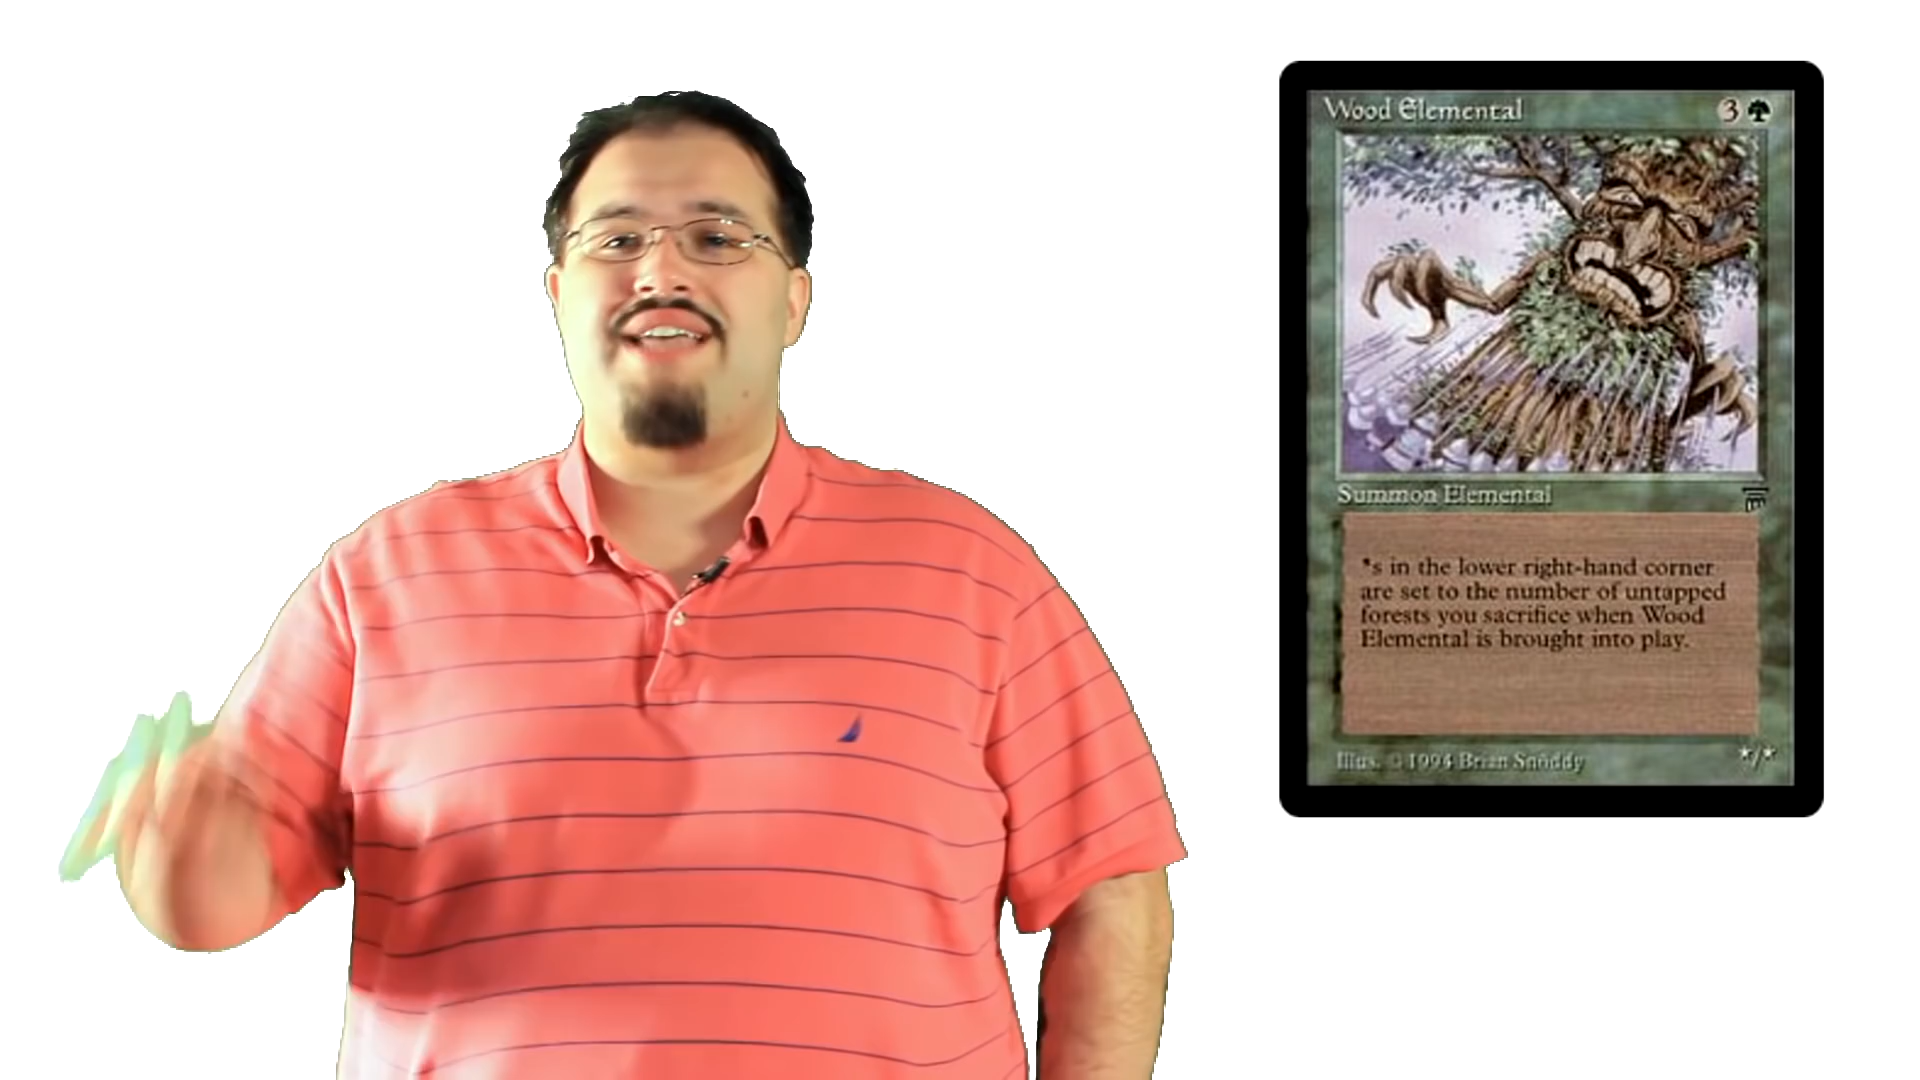 Wood Elemental 3
Summon Elemental
*s in the lower right-hand corner
are set to the number of untapped
forests you sacrifice when Wood
Elemental is brought into play.
Illus. © 1994 Brian Snõddy
*/*